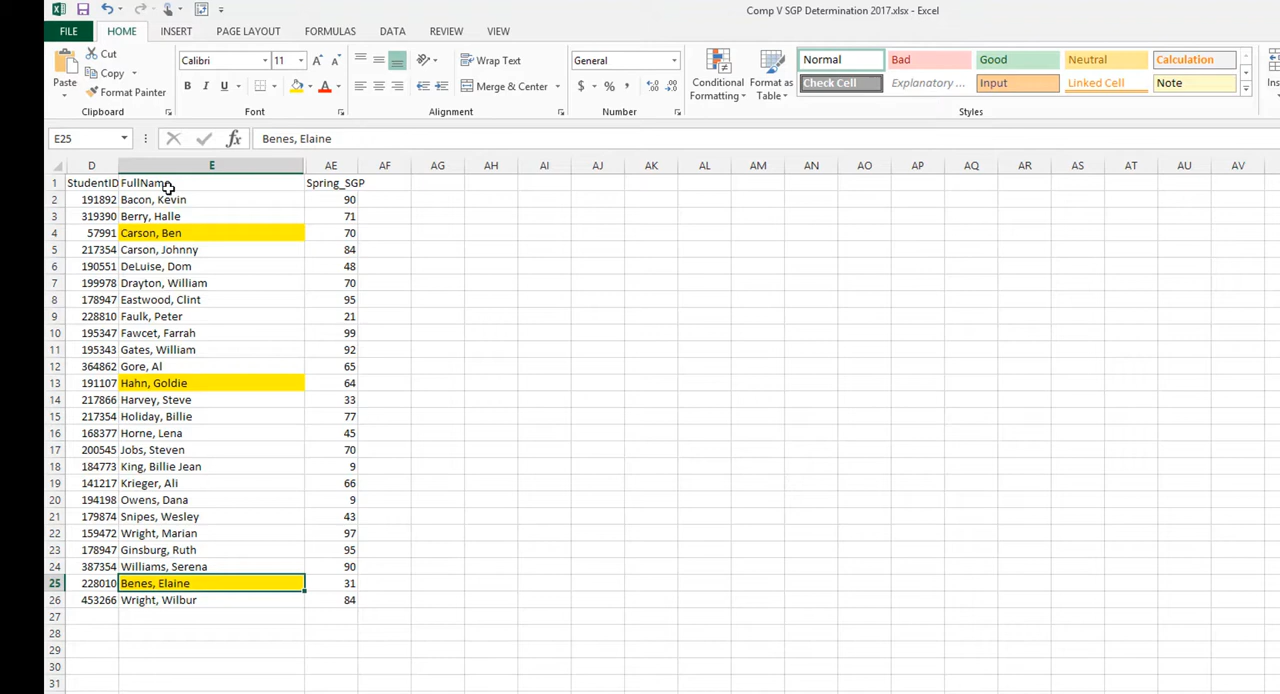 Comp V SGP Determination 2017.xlsx - Excel
FILE HOME INSERT PAGE LAYOUT FORMULAS DATA REVIEW VIEW
Paste
Cut
Copy
Format Painter
Clipboard
Calibri 11
B I U
Font
Wrap Text
Merge & Center
Alignment
General
$ % ,
Number
Conditional Formatting
Format as Table
Normal Bad Good Neutral Calculation
Check Cell Explanatory ... Input Linked Cell Note
Styles
Ins
E25 fx Benes, Elaine
D E AE AF AG AH AI AJ AK AL AM AN AO AP AQ AR AS AT AU AV
1 StudentID FullName Spring_SGP
2 191892 Bacon, Kevin 90
3 319390 Berry, Halle 71
4 57991 Carson, Ben 70
5 217354 Carson, Johnny 84
6 190551 DeLuise, Dom 48
7 199978 Drayton, William 70
8 178947 Eastwood, Clint 95
9 228810 Faulk, Peter 21
10 195347 Fawcet, Farrah 99
11 195343 Gates, William 92
12 364862 Gore, Al 65
13 191107 Hahn, Goldie 64
14 217866 Harvey, Steve 33
15 217354 Holiday, Billie 77
16 168377 Horne, Lena 45
17 200545 Jobs, Steven 70
18 184773 King, Billie Jean 9
19 141217 Krieger, Ali 66
20 194198 Owens, Dana 9
21 179874 Snipes, Wesley 43
22 159472 Wright, Marian 97
23 178947 Ginsburg, Ruth 95
24 387354 Williams, Serena 90
25 228010 Benes, Elaine 31
26 453266 Wright, Wilbur 84
27
28
29
30
31